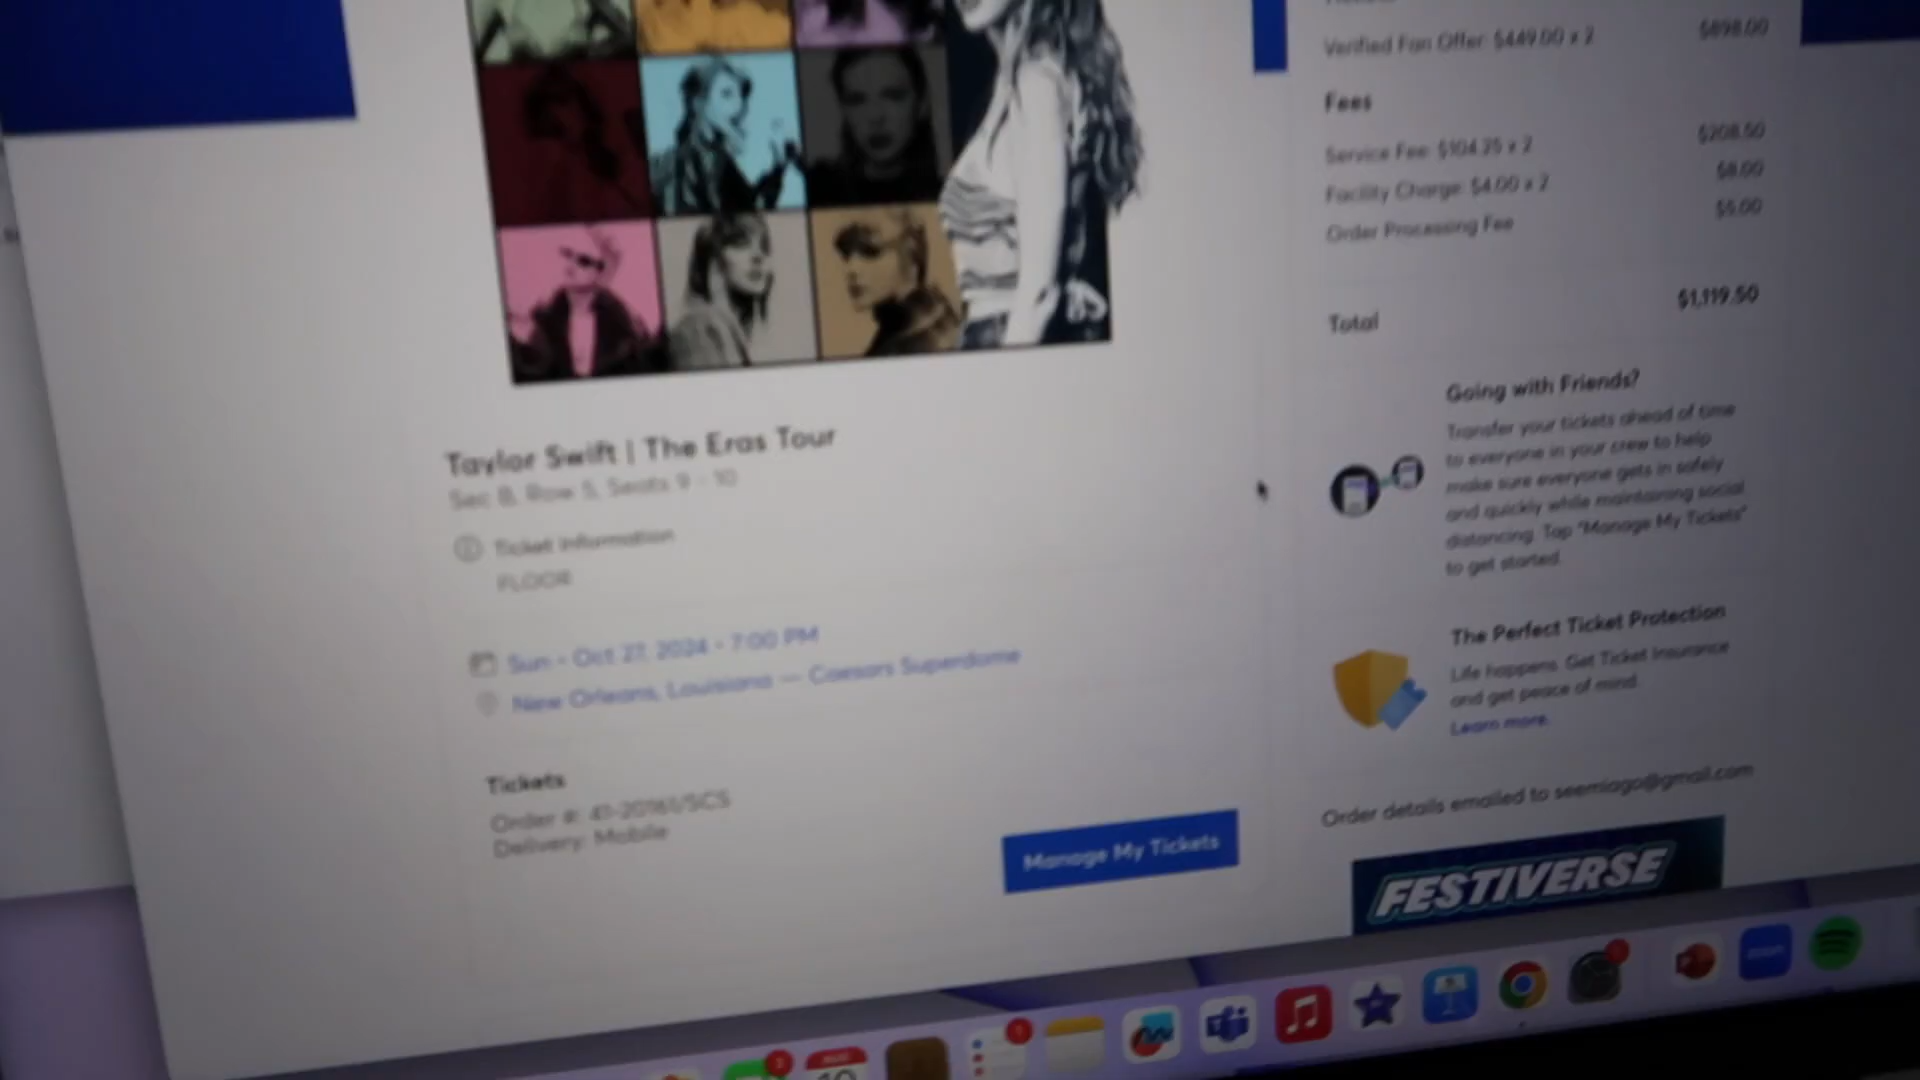 Taylor Swift | The Eras Tour
Sec 8, Row 5, Seats 9 - 10
Ticket Information
FLOOR
Sun - Oct 27, 2024 - 7:00 PM
New Orleans, Louisiana — Caesars Superdome
Tickets
Order #:
Delivery: Mobile
Manage My Tickets
Verified Fan Offer: $449.00 x 2
$898.00
Fees
Service Fee: $104.25 x 2
$208.50
Facility Charge: $4.00 x 2
$8.00
Order Processing Fee
$5.00
Total
$1,119.50
Going with Friends?
Transfer your tickets ahead of time
to everyone in your crew to help
make sure everyone gets in safely
and quickly while maintaining social
distancing. Tap "Manage My Tickets"
to get started.
The Perfect Ticket Protection
Life happens. Get Ticket Insurance
and get peace of mind.
Learn more.
Order details emailed to seemiago@gmail.com
FESTIVERSE